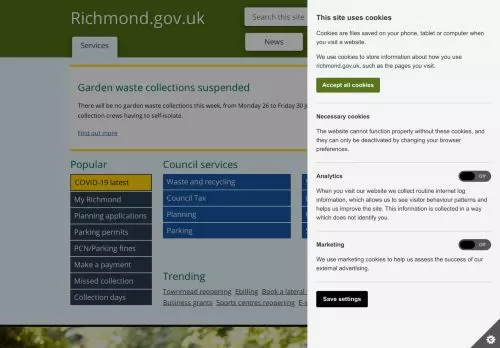 Richmond.gov.uk
Search this site
Services
News
Garden waste collections suspended
There will be no garden waste collections this week, from Monday 26 to Friday 30 J
collection crews having to self-isolate.
Find out more
Popular
COVID-19 latest
My Richmond
Planning applications
Parking permits
PCN/Parking fines
Make a payment
Missed collection
Collection days
Council services
Waste and recycling
Council Tax
Planning
Parking
Trending
Townmead reopening Ebilling Book a lateral
Business grants Sports centres reopening E-s
This site uses cookies
Cookies are files saved on your phone, tablet or computer when
you visit a website.
We use cookies to store information about how you use
richmond.gov.uk, such as the pages you visit.
Accept all cookies
Necessary cookies
The website cannot function properly without these cookies, and
they can only be deactivated by changing your browser
preferences.
Analytics
Off
When you visit our website we collect routine internet log
information, which allows us to see visitor behaviour patterns and
helps us improve the site. This information is collected in a way
which does not identify you.
Marketing
Off
We use marketing cookies to help us assess the success of our
external advertising.
Save settings